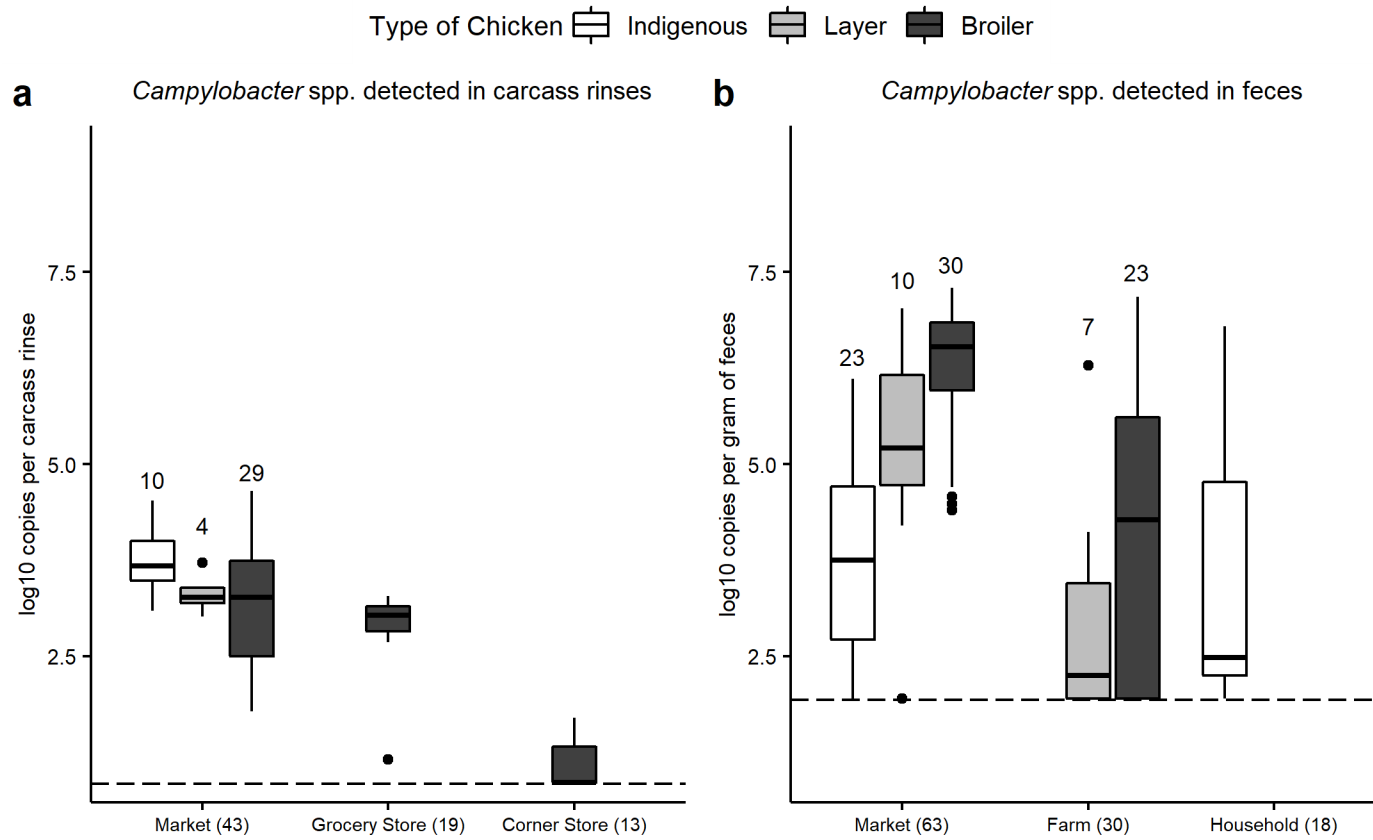 Type of Chicken Indigenous Layer Broiler
a Campylobacter spp. detected in carcass rinses
log10 copies per carcass rinse
7.5
5.0
2.5
10
4
29
Market (43) Grocery Store (19) Corner Store (13)
b Campylobacter spp. detected in feces
log10 copies per gram of feces
7.5
5.0
2.5
23
10
30
7
23
Market (63) Farm (30) Household (18)